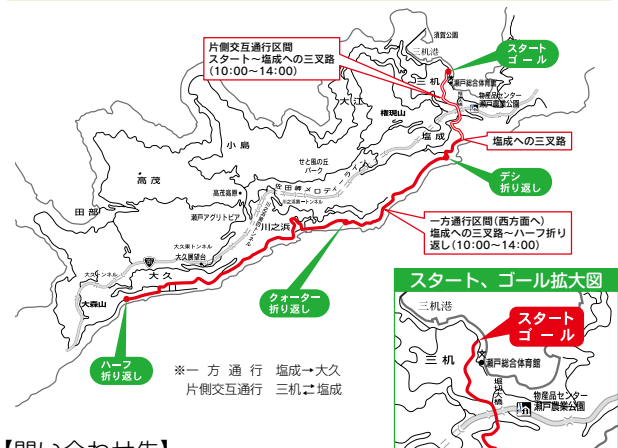 須賀公園
三机港
スタート
ゴール
片側交互通行区間
スタート～塩成への三叉路
(10:00～14:00)
三机
瀬戸総合体育館
物産品センター
瀬戸農業公園
大江
権現山
塩成
塩成への三叉路
小島
せと風の丘
パーク
デシ
折り返し
高茂
佐田岬メロディーライン
高茂高原
瀬戸アグリトピア
田部
川之浜
一方通行区間(西方面へ)
塩成への三叉路～ハーフ折り
返し(10:00～14:00)
大久東トンネル
大久展望台
大久トンネル
大久
大森山
クォーター
折り返し
ハーフ
折り返し
※一方通行 塩成→大久
片側交互通行 三机⇄塩成
スタート、ゴール拡大図
三机港
スタート
ゴール
三机
瀬戸総合体育館
堀切大橋
物産品センター
瀬戸農業公園
【問い合わせ先】